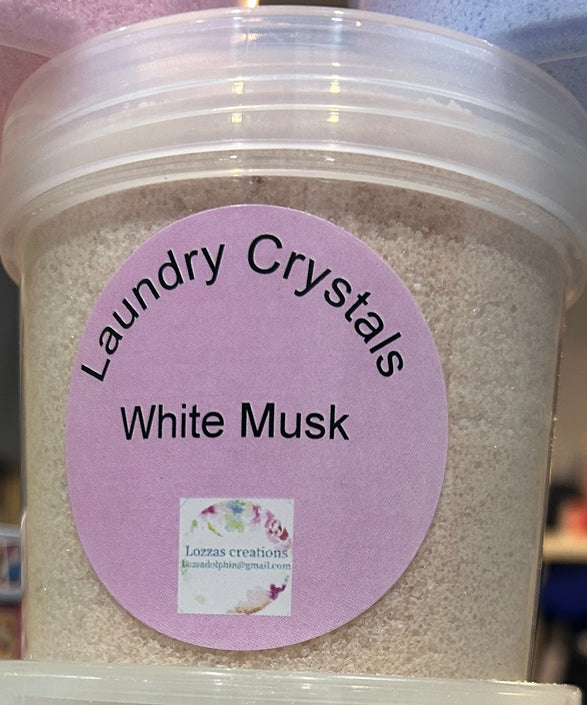 Laundry Crystals
White Musk
Lozzas creations
Lozzadolphin@gmail.com